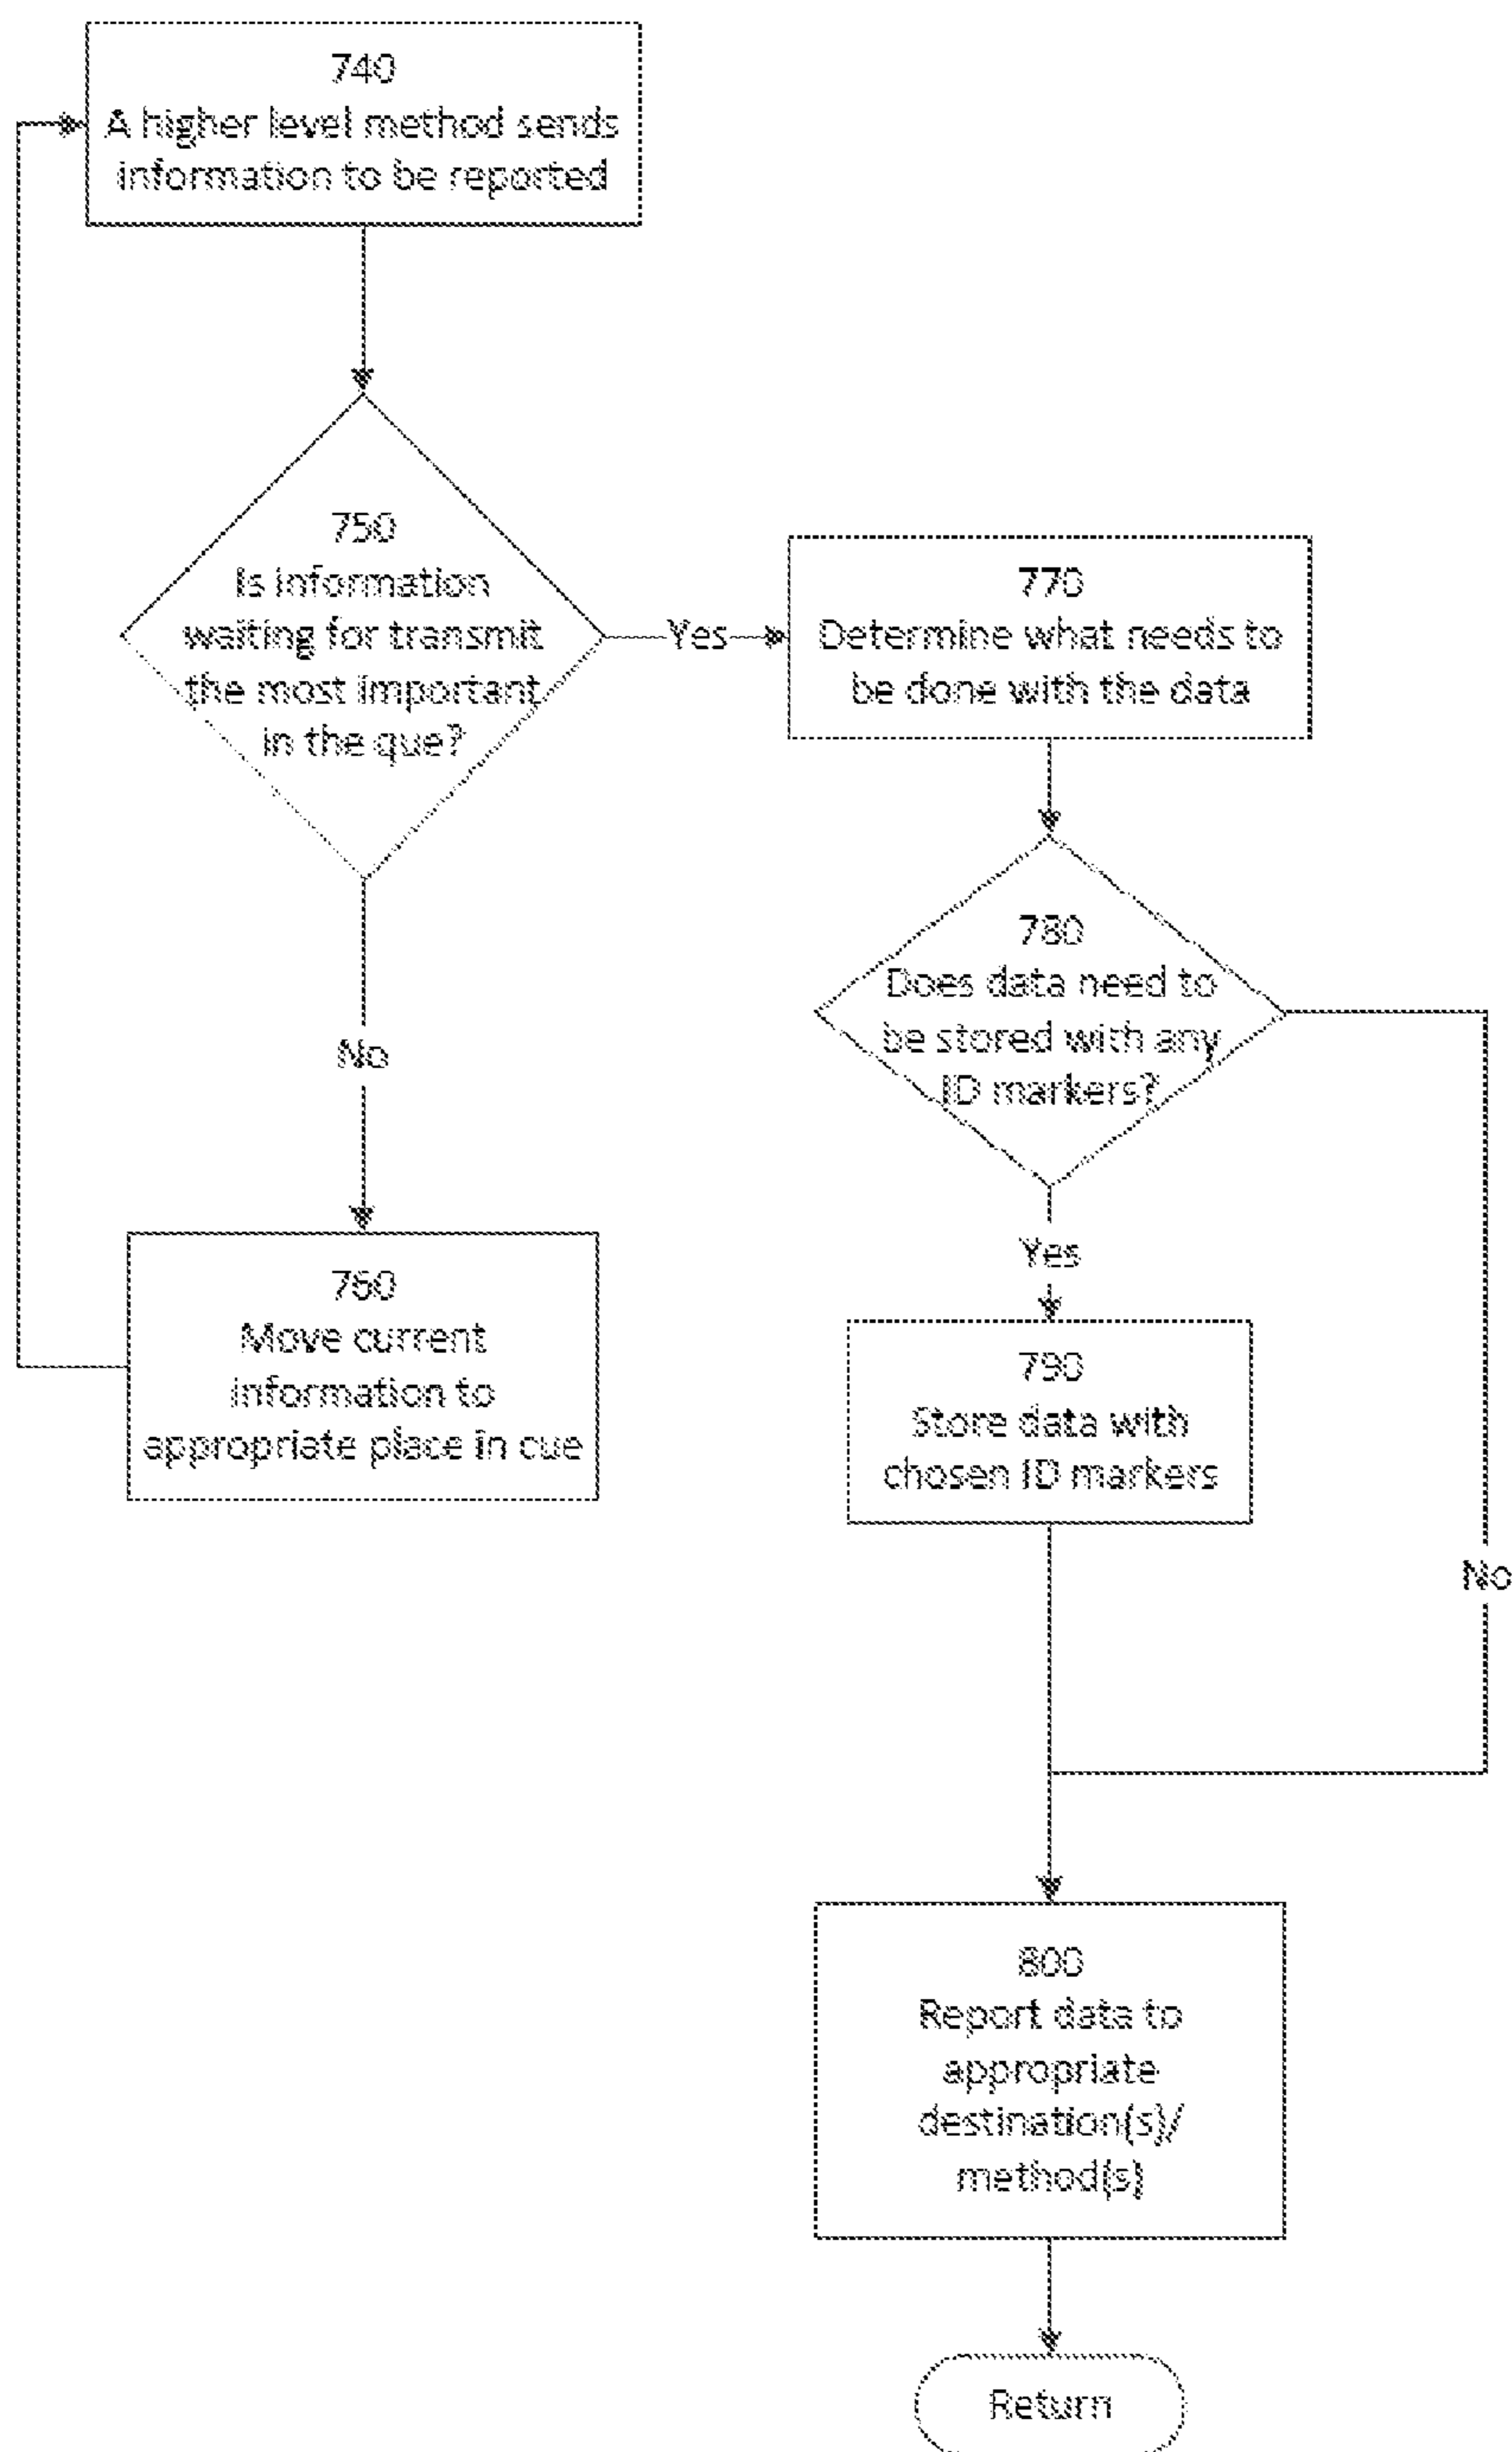 740
A higher level method sends
information to be reported
750
Is information
waiting for transmit
the most important
in the que?
Yes
770
Determine what needs to
be done with the data
780
Does data need to
be stored with any
ID markers?
No
Yes
760
Move current
information to
appropriate place in cue
790
Store data with
chosen ID markers
No
800
Report data to
appropriate
destination(s)/
method(s)
Return